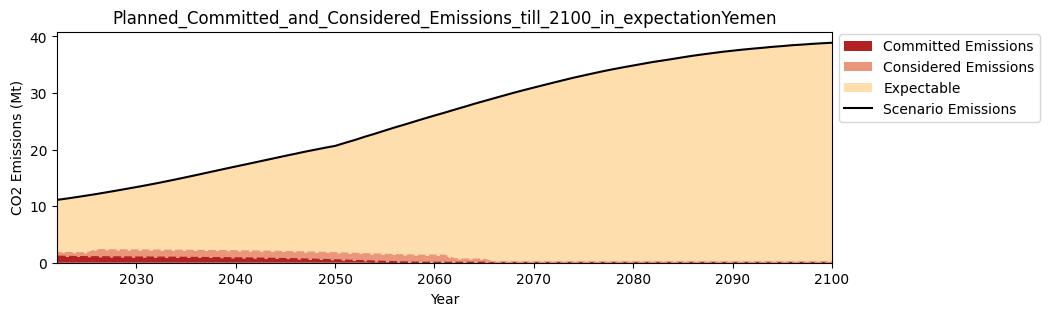 Planned_Committed_and_Considered_Emissions_till_2100_in_expectationYemen
Committed Emissions
Considered Emissions
Expectable
Scenario Emissions
CO2 Emissions (Mt)
40
30
20
10
0
2030 2040 2050 2060 2070 2080 2090 2100
Year